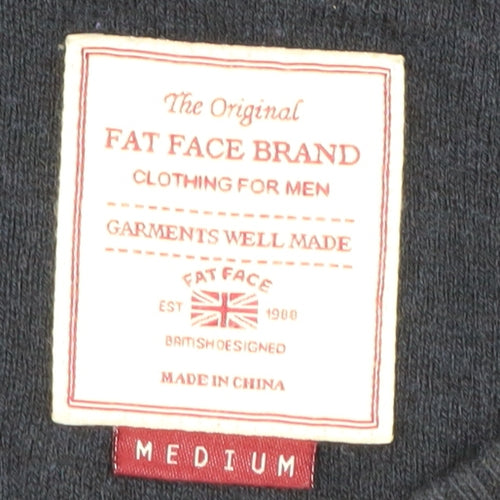 The Original
FAT FACE BRAND
CLOTHING FOR MEN
GARMENTS WELL MADE
FAT FACE
EST 1988
BRITISH DESIGNED
MADE IN CHINA
MEDIUM